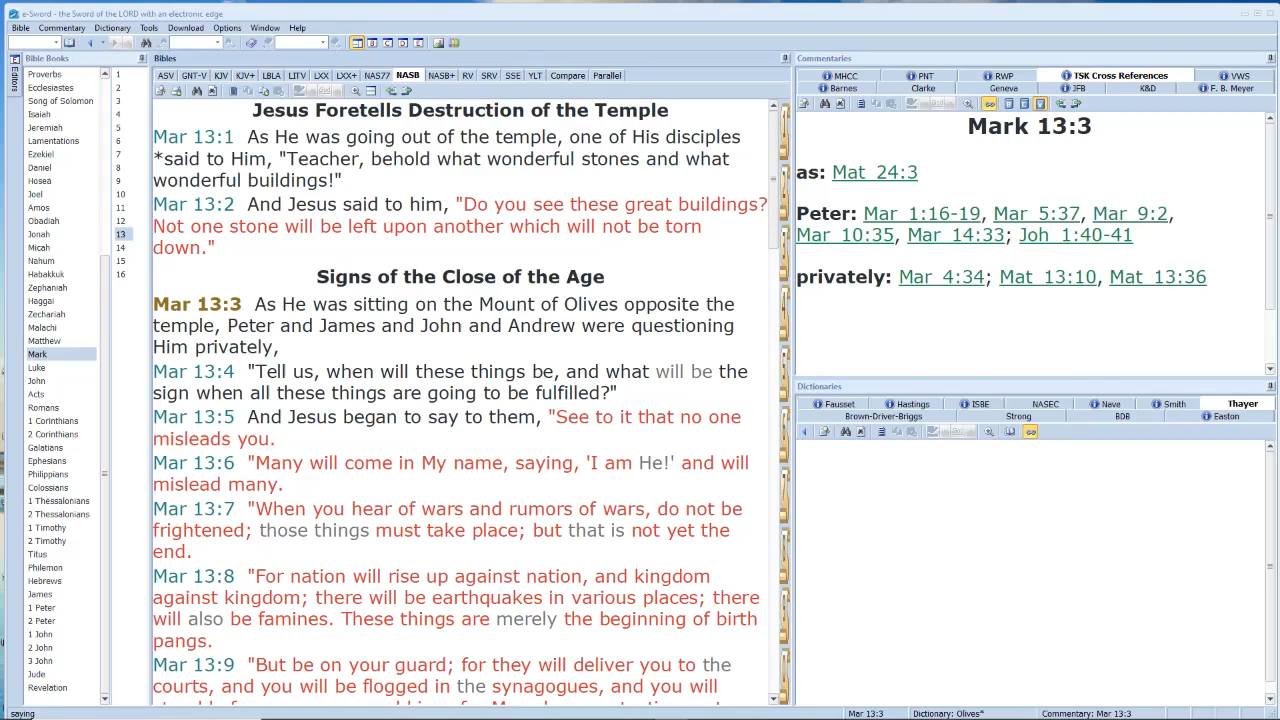 e-Sword - the Sword of the LORD with an electronic edge
Bible Commentary Dictionary Tools Download Options Window Help
Bible Books
Editors
Proverbs
Ecclesiastes
Song of Solomon
Isaiah
Jeremiah
Lamentations
Ezekiel
Daniel
Hosea
Joel
Amos
Obadiah
Jonah
Micah
Nahum
Habakkuk
Zephaniah
Haggai
Zechariah
Malachi
Matthew
Mark
Luke
John
Acts
Romans
1 Corinthians
2 Corinthians
Galatians
Ephesians
Philippians
Colossians
1 Thessalonians
2 Thessalonians
1 Timothy
2 Timothy
Titus
Philemon
Hebrews
James
1 Peter
2 Peter
1 John
2 John
3 John
Jude
Revelation
1
2
3
4
5
6
7
8
9
10
11
12
13
14
15
16
Bibles
ASV GNT-V KJV KJV+ LBLA LITV LXX LXX+ NAS77 NASB NASB+ RV SRV SSE YLT Compare Parallel
Jesus Foretells Destruction of the Temple
Mar 13:1 As He was going out of the temple, one of His disciples
*said to Him, "Teacher, behold what wonderful stones and what
wonderful buildings!"
Mar 13:2 And Jesus said to him, "Do you see these great buildings?
Not one stone will be left upon another which will not be torn
down."
Signs of the Close of the Age
Mar 13:3 As He was sitting on the Mount of Olives opposite the
temple, Peter and James and John and Andrew were questioning
Him privately,
Mar 13:4 "Tell us, when will these things be, and what will be the
sign when all these things are going to be fulfilled?"
Mar 13:5 And Jesus began to say to them, "See to it that no one
misleads you.
Mar 13:6 "Many will come in My name, saying, 'I am He!' and will
mislead many.
Mar 13:7 "When you hear of wars and rumors of wars, do not be
frightened; those things must take place; but that is not yet the
end.
Mar 13:8 "For nation will rise up against nation, and kingdom
against kingdom; there will be earthquakes in various places; there
will also be famines. These things are merely the beginning of birth
pangs.
Mar 13:9 "But be on your guard; for they will deliver you to the
courts, and you will be flogged in the synagogues, and you will
Commentaries
MHCC PNT RWP TSK Cross References VWS
Barnes Clarke Geneva JFB K&D F. B. Meyer
Mark 13:3
as: Mat 24:3
Peter: Mar 1:16-19, Mar 5:37, Mar 9:2,
Mar 10:35, Mar 14:33; Joh 1:40-41
privately: Mar 4:34; Mat 13:10, Mat 13:36
Dictionaries
Fausset Hastings ISBE NASEC Nave Smith Thayer
Brown-Driver-Briggs Strong BDB Easton
saying
Mar 13:3
Dictionary: Olives*
Commentary: Mar 13:3